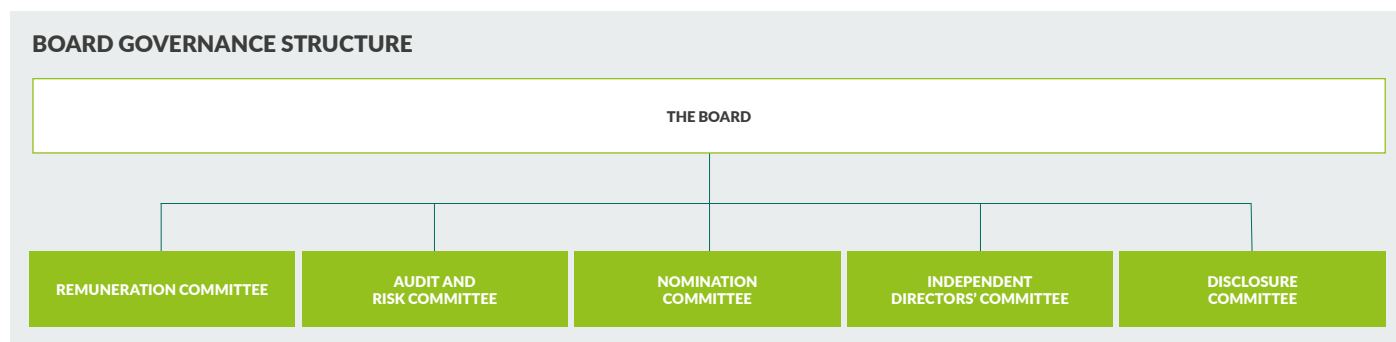 BOARD GOVERNANCE STRUCTURE
THE BOARD
REMUNERATION COMMITTEE
AUDIT AND
RISK COMMITTEE
NOMINATION
COMMITTEE
INDEPENDENT
DIRECTORS’ COMMITTEE
DISCLOSURE
COMMITTEE